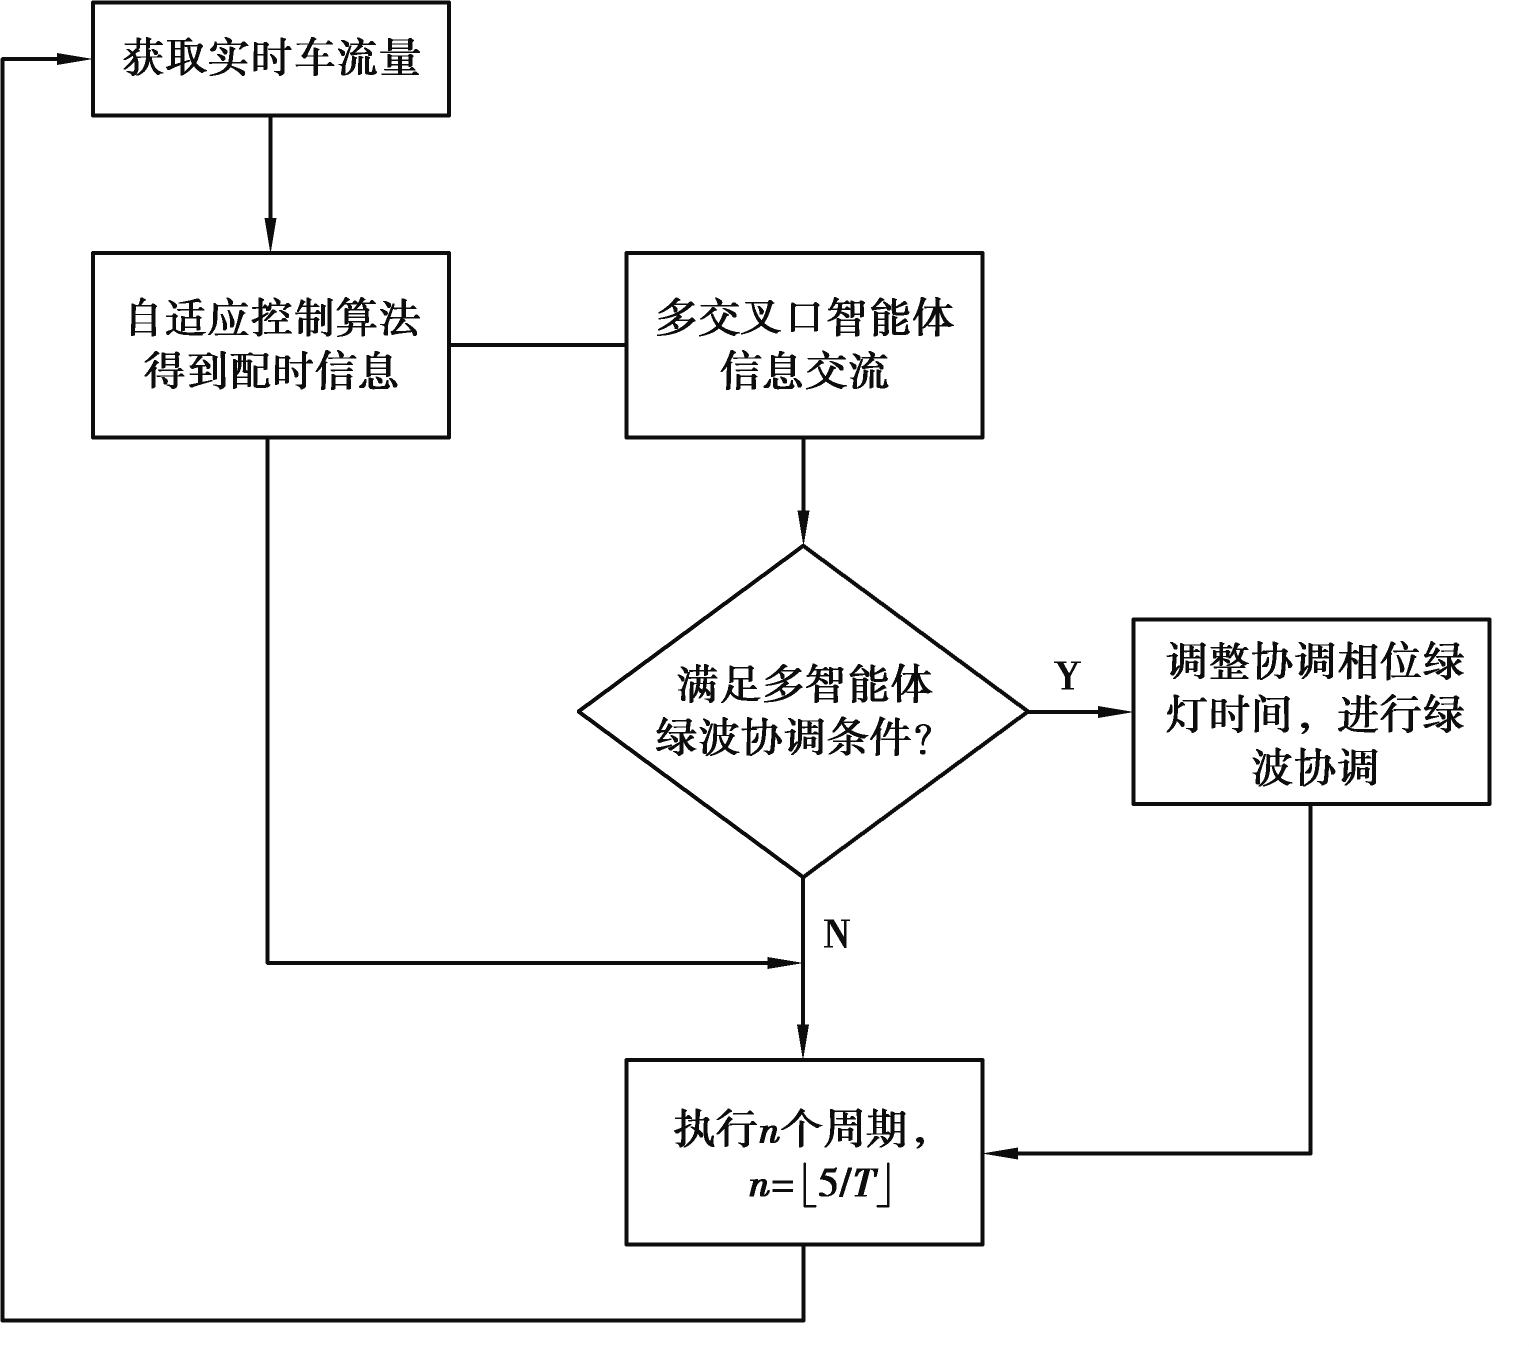 获取实时车流量
自适应控制算法
得到配时信息
多交叉口智能体
信息交流
满足多智能体
绿波协调条件?
Y
调整协调相位绿
灯时间，进行绿
波协调
N
执行n个周期，
n=⌊5/T⌋